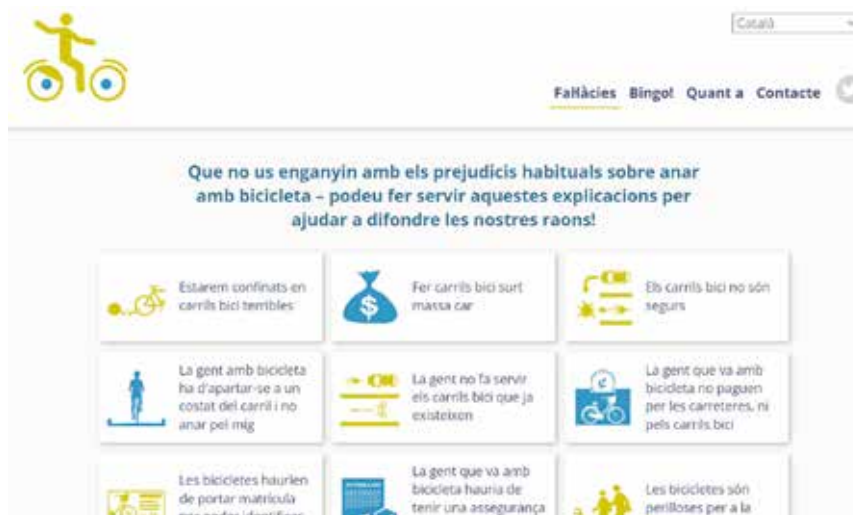 Català
Fal·làcies Bingo! Quant a Contacte
Que no us enganyin amb els prejudicis habituals sobre anar
amb bicicleta – podeu fer servir aquestes explicacions per
ajudar a difondre les nostres raons!
Estarem confinats en
carrils bici terribles
Fer carrils bici surt
massa car
Els carrils bici no són
segurs
La gent amb bicicleta
ha d'apartar-se a un
costat del carril i no
anar pel mig
La gent no fa servir
els carrils bici que ja
existeixen
La gent que va amb
bicicleta no paguen
per les carreteres, ni
pels carrils bici
Les bicicletes haurien
de portar matrícula
La gent que va amb
bicicleta hauria de
tenir una assegurança
Les bicicletes són
perilloses per a la